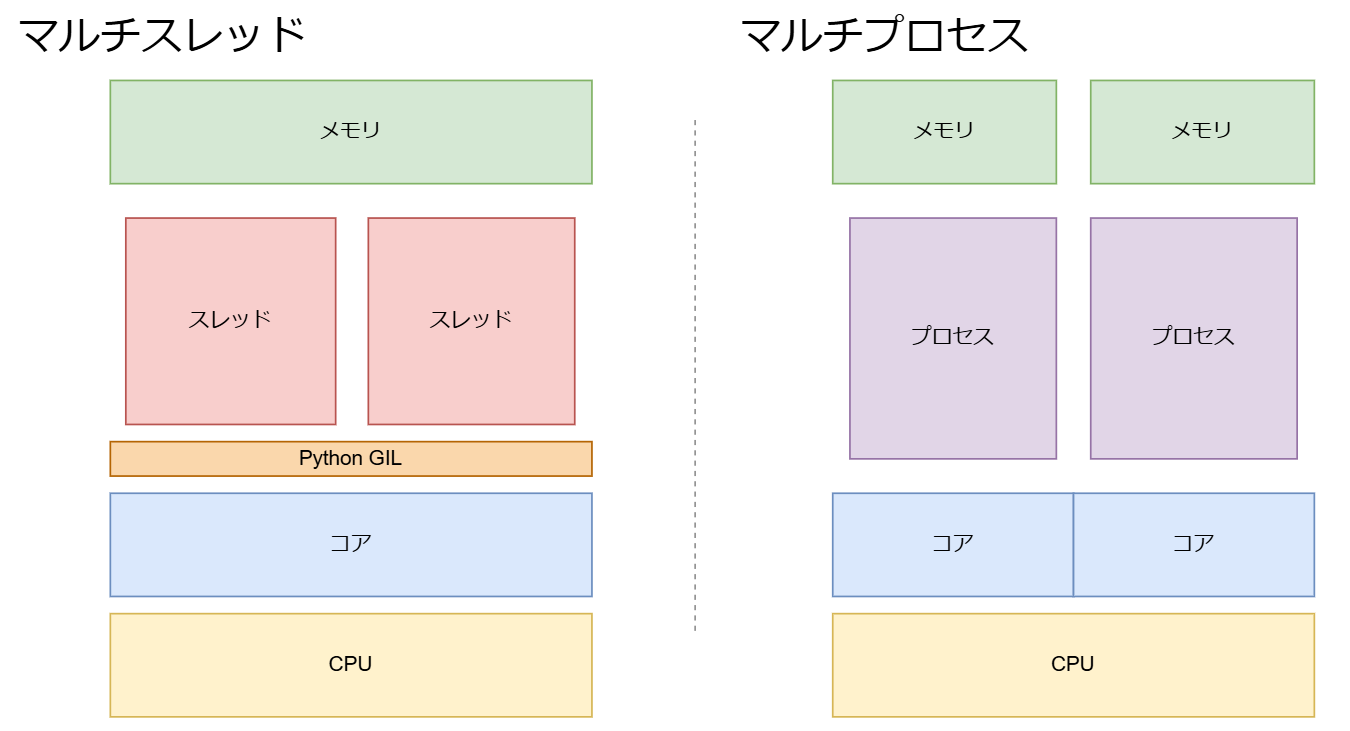 マルチスレッド
メモリ
スレッド
スレッド
Python GIL
コア
CPU
マルチプロセス
メモリ
メモリ
プロセス
プロセス
コア
コア
CPU